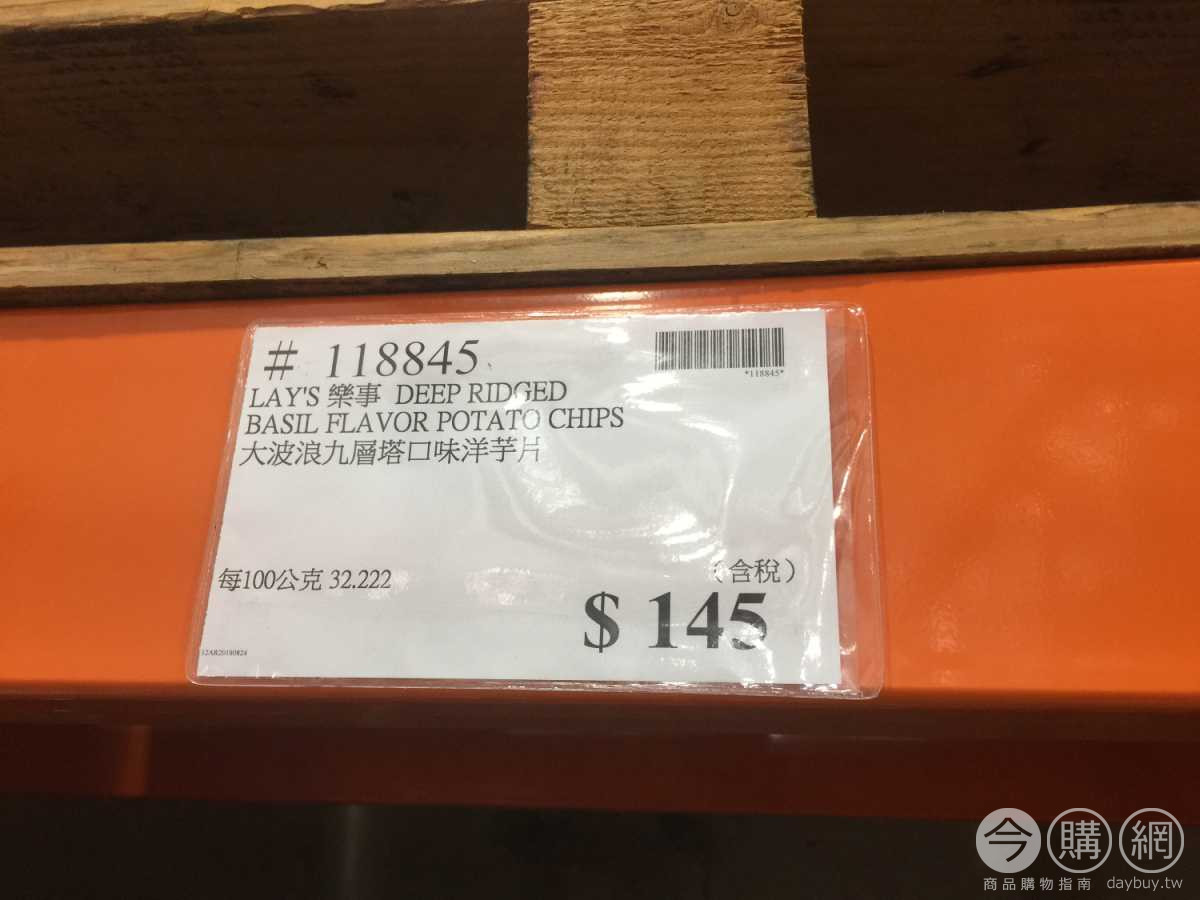 # 118845
*118845*
LAY'S 樂事 DEEP RIDGED
BASIL FLAVOR POTATO CHIPS
大波浪九層塔口味洋芋片
每100公克 32.222
(含稅)
$ 145
12AR20180824
今購網
商品購物指南 daybuy.tw